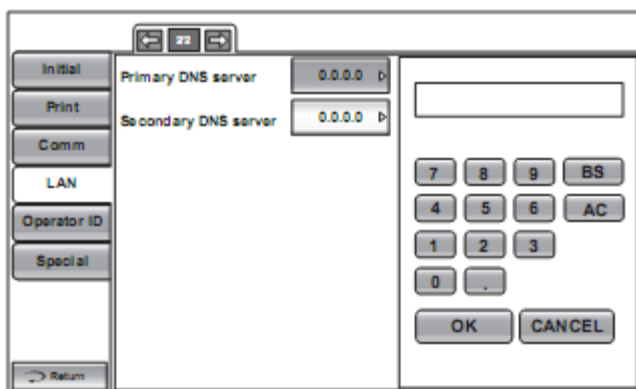 22
Initial
Print
Comm
LAN
Operator ID
Special
Return
Primary DNS server 0.0.0.0
Secondary DNS server 0.0.0.0
7 8 9 BS
4 5 6 AC
1 2 3
0 .
OK CANCEL